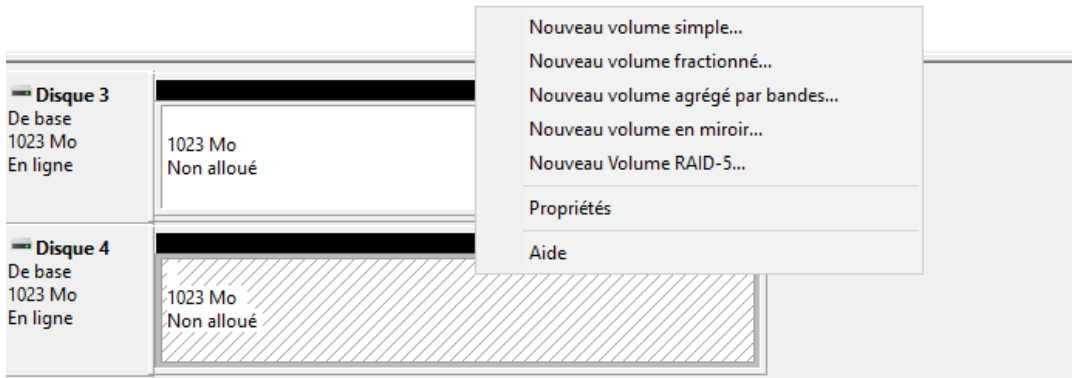 Nouveau volume simple...
Nouveau volume fractionné...
Nouveau volume agrégé par bandes...
Nouveau volume en miroir...
Nouveau Volume RAID-5...
Propriétés
Aide
Disque 3
De base
1023 Mo
En ligne
1023 Mo
Non alloué
Disque 4
De base
1023 Mo
En ligne
1023 Mo
Non alloué